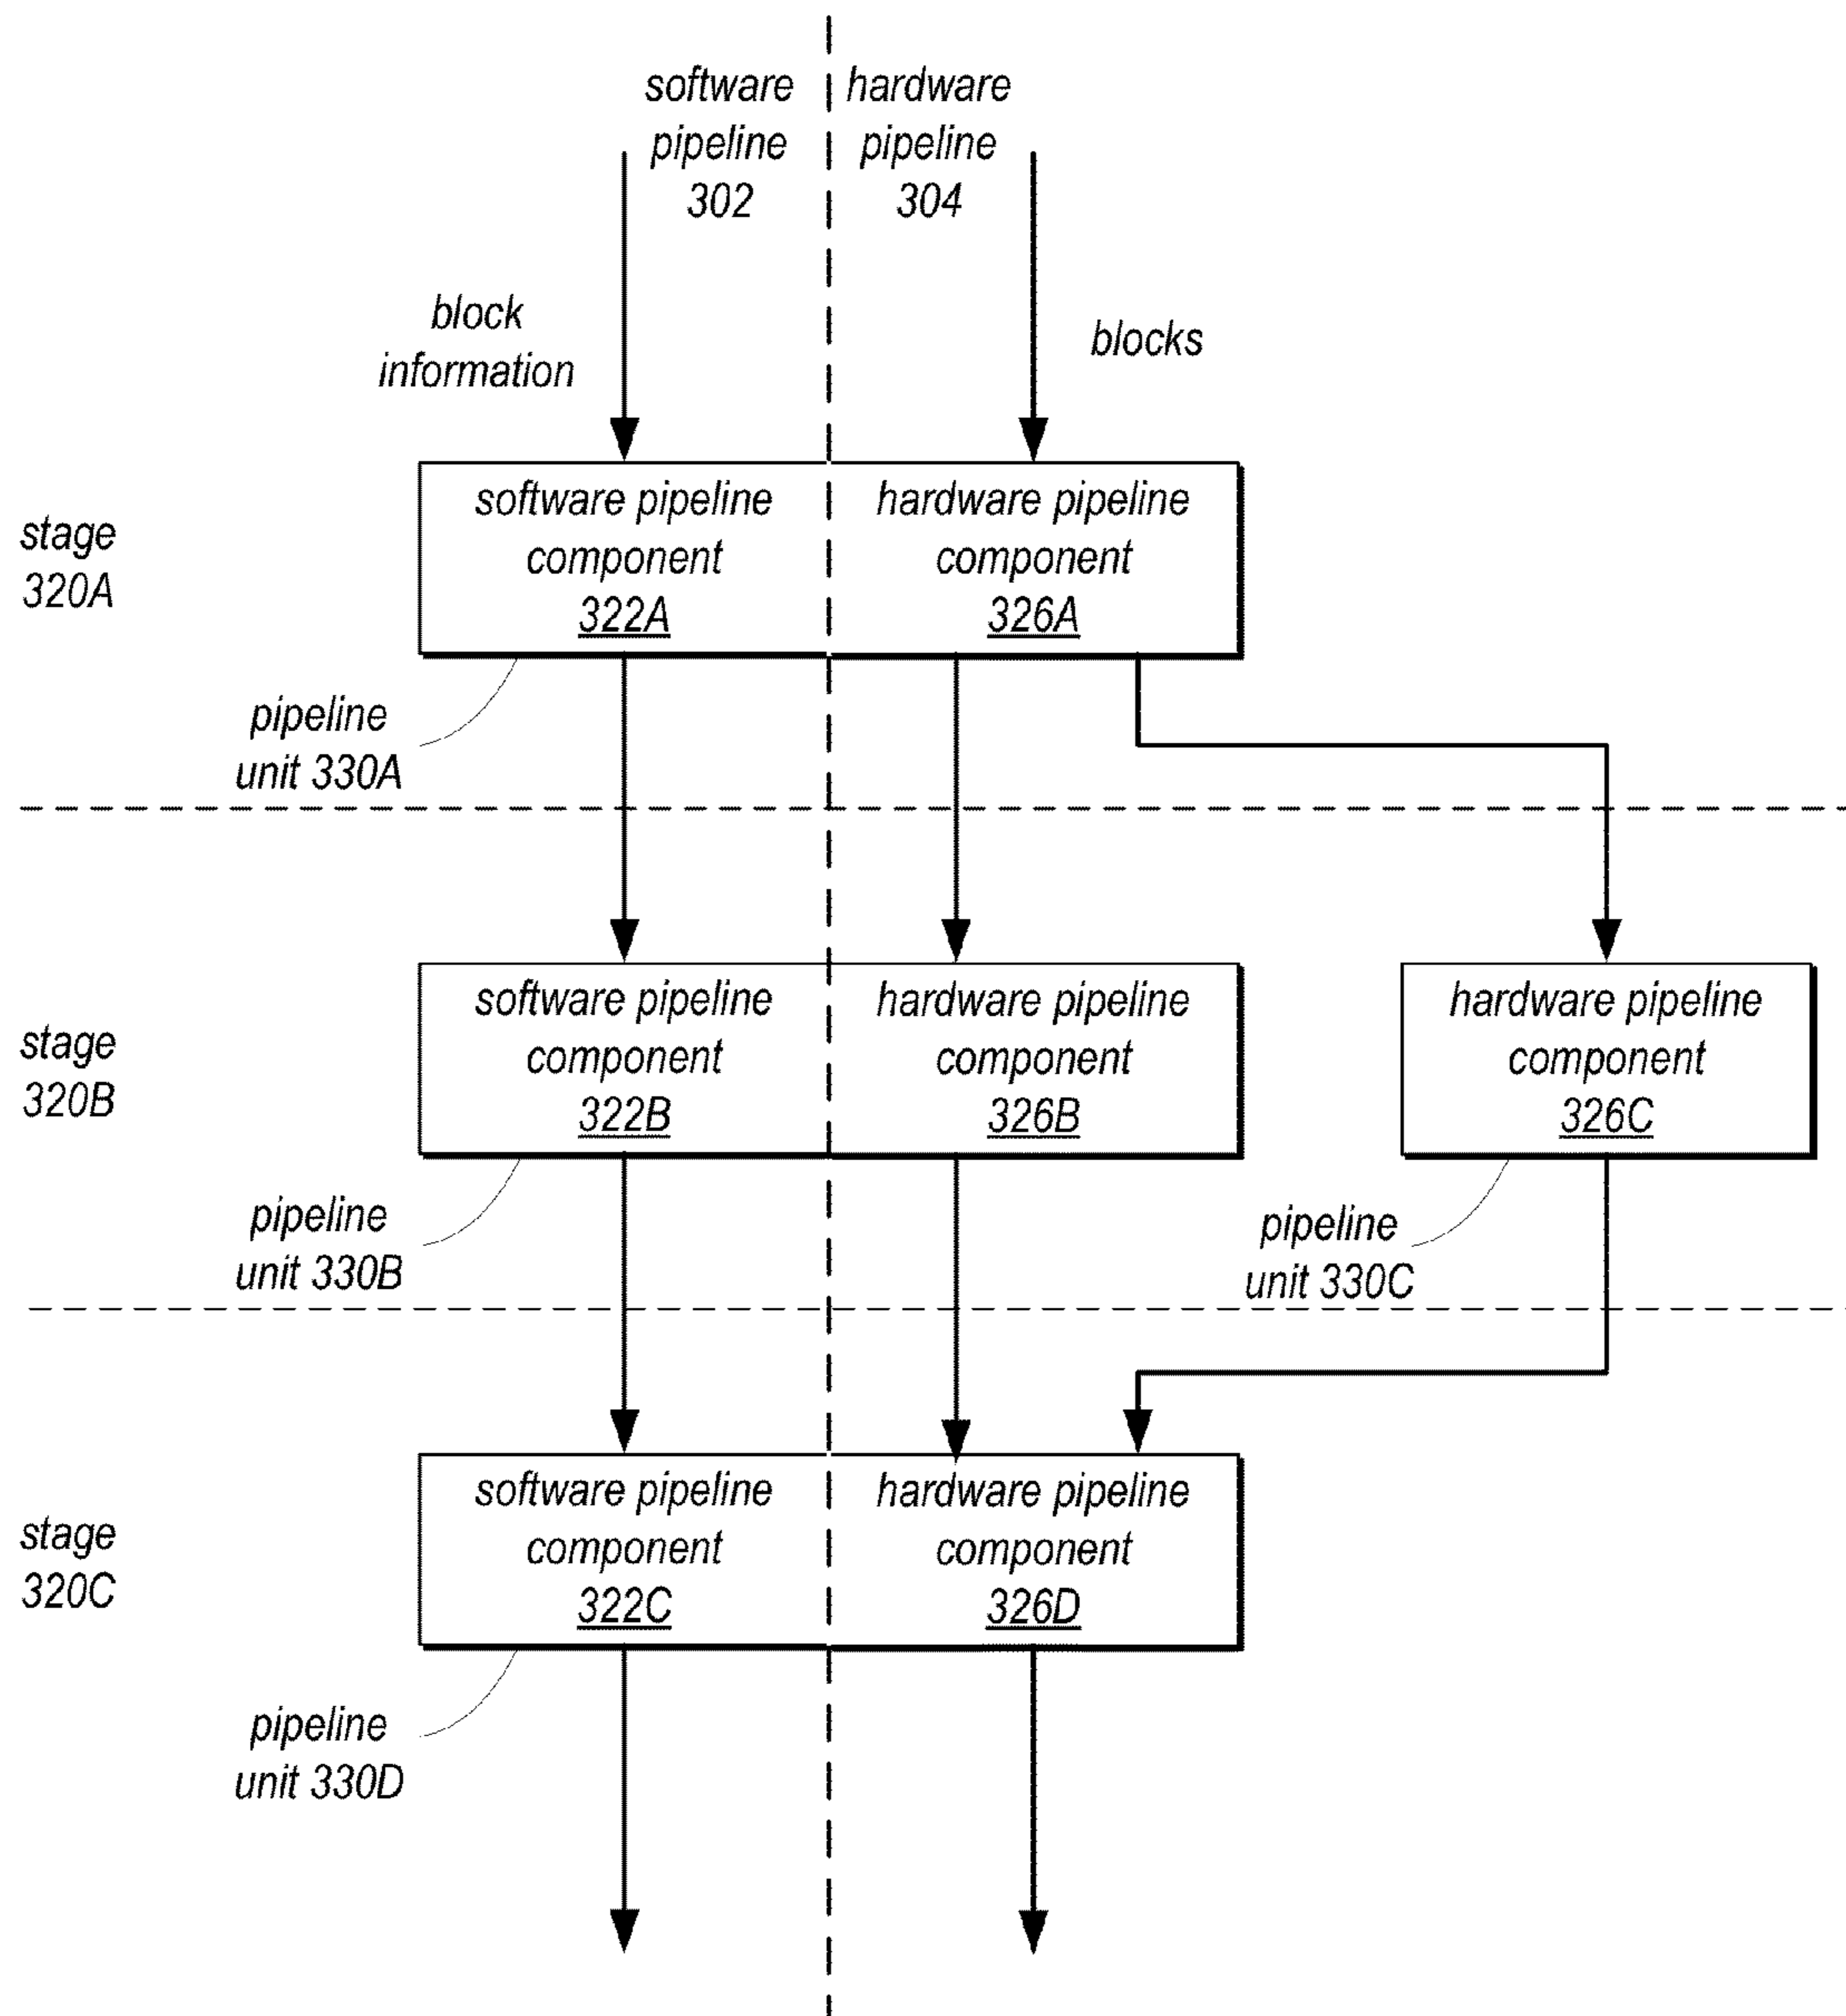 software
pipeline
302
hardware
pipeline
304
block
information
blocks
stage
320A
software pipeline
component
322A
hardware pipeline
component
326A
pipeline
unit 330A
stage
320B
software pipeline
component
322B
hardware pipeline
component
326B
hardware pipeline
component
326C
pipeline
unit 330B
pipeline
unit 330C
stage
320C
software pipeline
component
322C
hardware pipeline
component
326D
pipeline
unit 330D